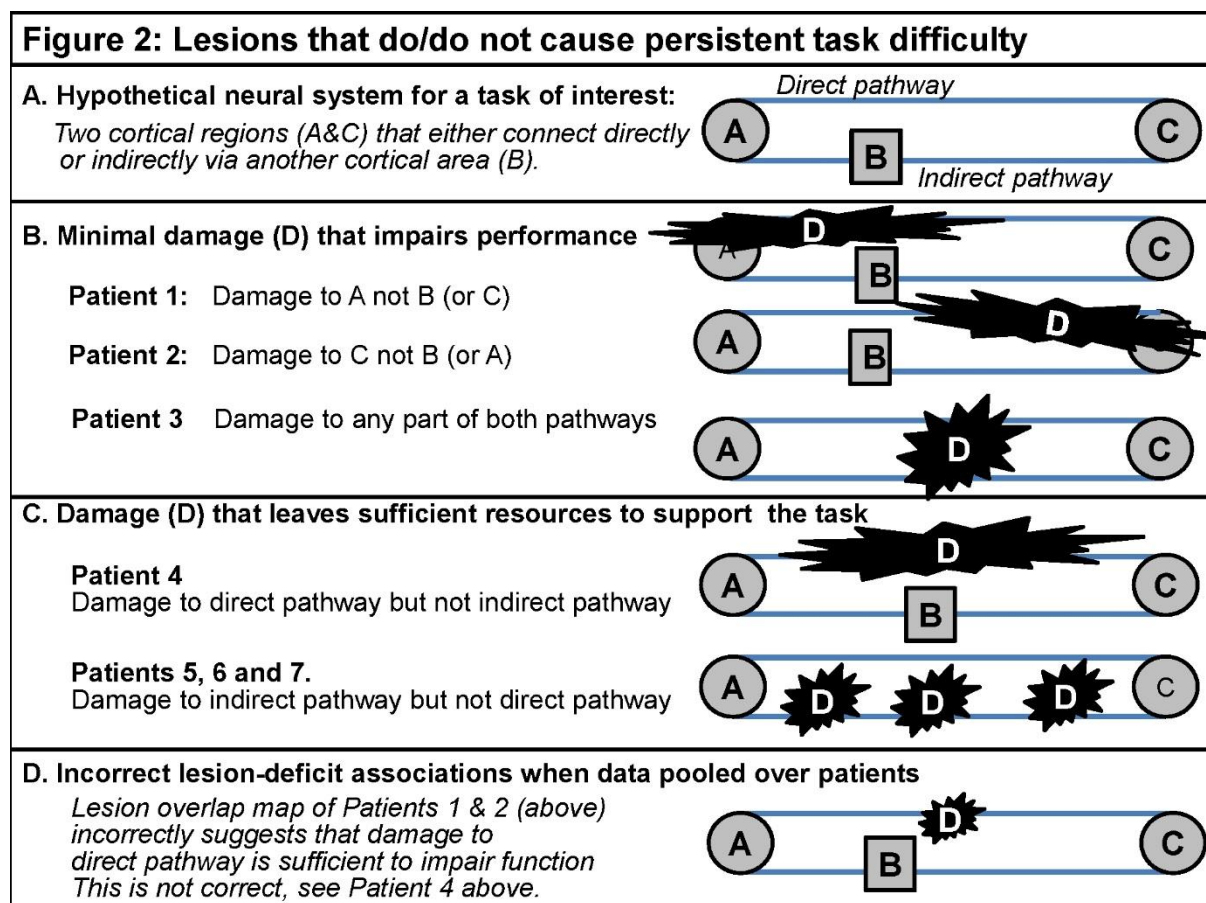 Figure 2: Lesions that do/do not cause persistent task difficulty
A. Hypothetical neural system for a task of interest:
Two cortical regions (A&C) that either connect directly
or indirectly via another cortical area (B).
Direct pathway
A
C
B
Indirect pathway
B. Minimal damage (D) that impairs performance
D
A
C
B
Patient 1: Damage to A not B (or C)
D
A
B
Patient 2: Damage to C not B (or A)
Patient 3 Damage to any part of both pathways
A
D
C
C. Damage (D) that leaves sufficient resources to support the task
D
A
C
B
Patient 4
Damage to direct pathway but not indirect pathway
Patients 5, 6 and 7.
Damage to indirect pathway but not direct pathway
A
D
D
D
C
D. Incorrect lesion-deficit associations when data pooled over patients
Lesion overlap map of Patients 1 & 2 (above)
incorrectly suggests that damage to
direct pathway is sufficient to impair function
This is not correct, see Patient 4 above.
D
A
B
C